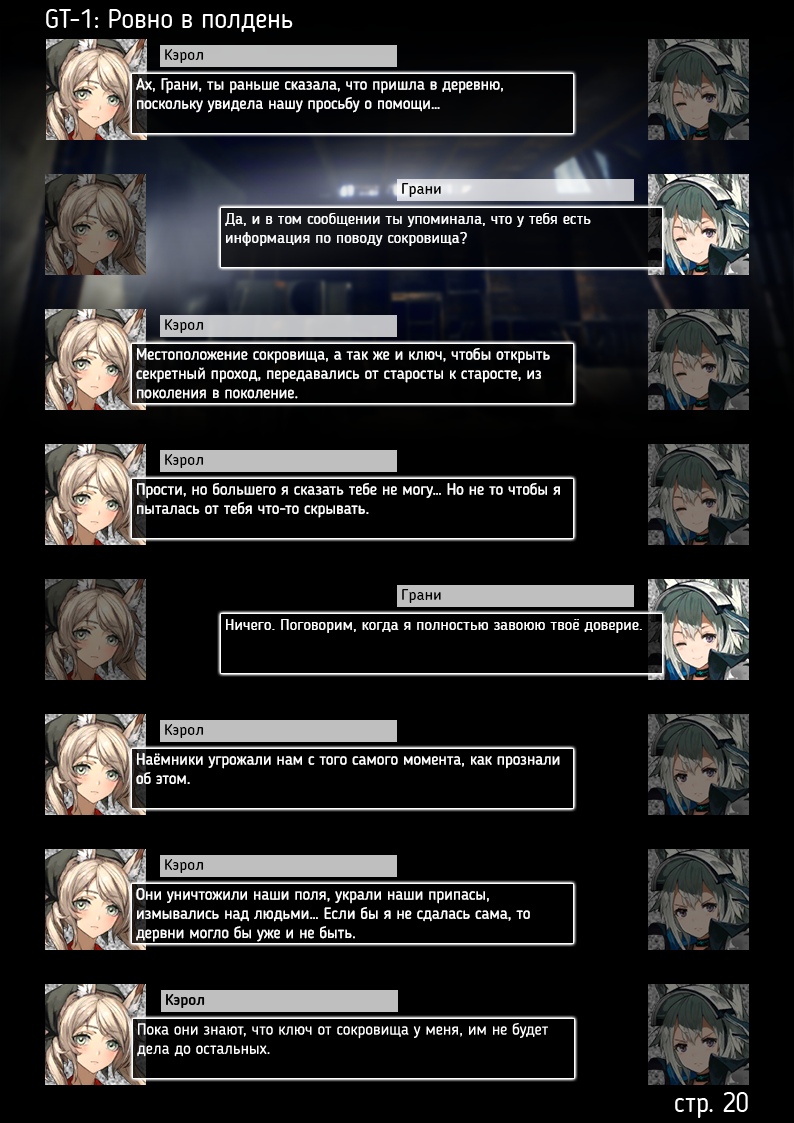 GT-1: Ровно в полдень
Кэрол
Ах, Грани, ты раньше сказала, что пришла в деревню,
поскольку увидела нашу просьбу о помощи...
Грани
Да, и в том сообщении ты упоминала, что у тебя есть
информация по поводу сокровища?
Кэрол
Местоположение сокровища, а так же и ключ, чтобы открыть
секретный проход, передавались от старосты к старосте, из
поколения в поколение.
Кэрол
Прости, но большего я сказать тебе не могу... Но не то чтобы я
пыталась от тебя что-то скрывать.
Грани
Ничего. Поговорим, когда я полностью завоюю твоё доверие.
Кэрол
Наёмники угрожали нам с того самого момента, как прознали
об этом.
Кэрол
Они уничтожили наши поля, украли наши припасы,
измывались над людьми... Если бы я не сдалась сама, то
дервни могло бы уже и не быть.
Кэрол
Пока они знают, что ключ от сокровища у меня, им не будет
дела до остальных.
стр. 20